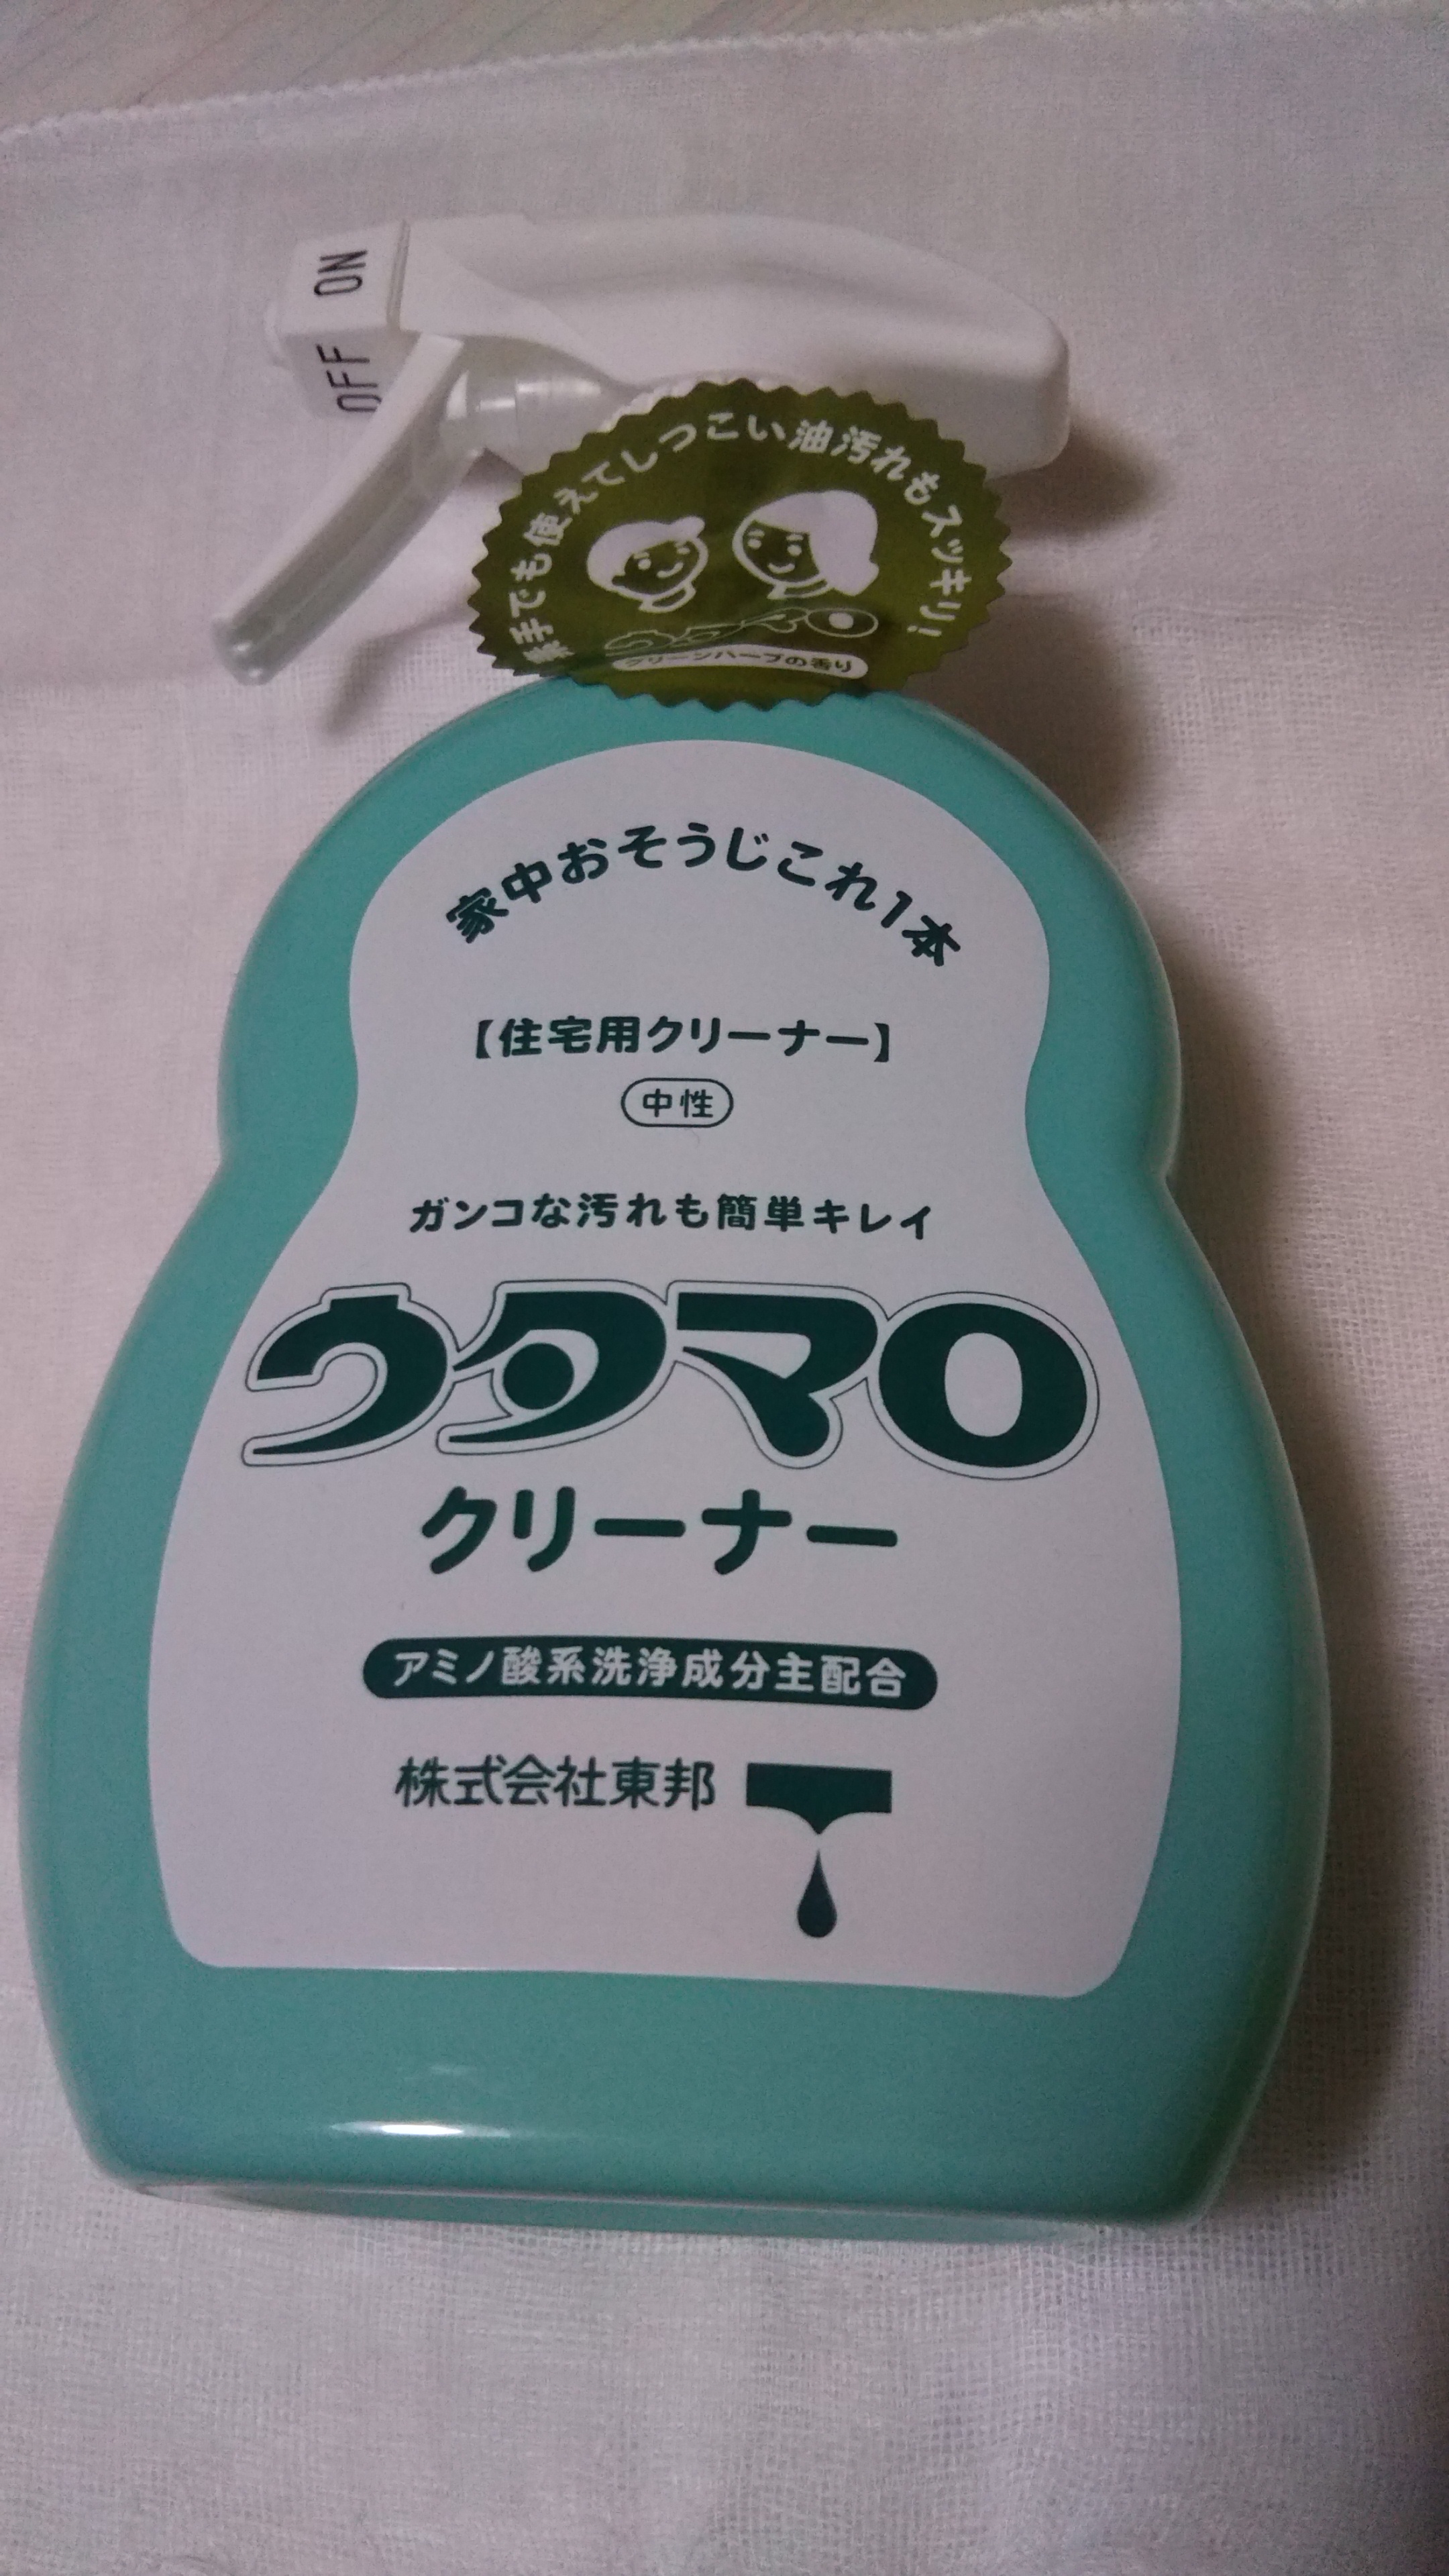 ON
OFF
素手でも使えてしつこい油汚れもスッキリ!
ウタマロ
グリーンハーブの香り
家中おそうじこれ1本
【住宅用クリーナー】
中性
ガンコな汚れも簡単キレイ
ウタマロ
クリーナー
アミノ酸系洗浄成分主配合
株式会社東邦